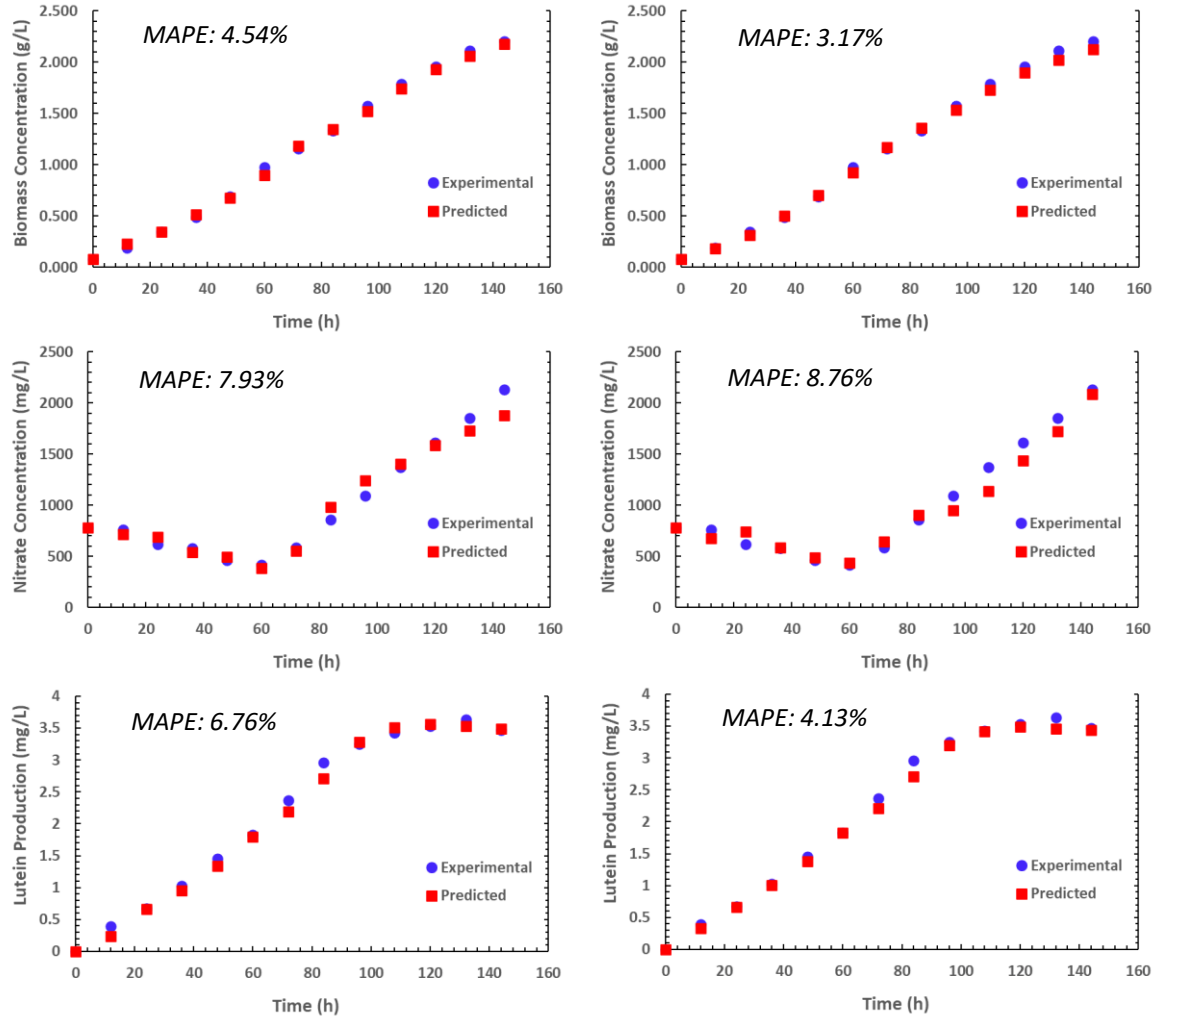 MAPE: 4.54%
Biomass Concentration (g/L)
2.500
2.000
1.500
1.000
0.500
0.000
Experimental
Predicted
0 20 40 60 80 100 120 140 160
Time (h)
MAPE: 3.17%
Biomass Concentration (g/L)
2.500
2.000
1.500
1.000
0.500
0.000
Experimental
Predicted
0 20 40 60 80 100 120 140 160
Time (h)
MAPE: 7.93%
Nitrate Concentration (mg/L)
2500
2000
1500
1000
500
0
Experimental
Predicted
0 20 40 60 80 100 120 140 160
Time (h)
MAPE: 8.76%
Nitrate Concentration (mg/L)
2500
2000
1500
1000
500
0
Experimental
Predicted
0 20 40 60 80 100 120 140 160
Time (h)
MAPE: 6.76%
Lutein Production (mg/L)
4
3.5
3
2.5
2
1.5
1
0.5
0
Experimental
Predicted
0 20 40 60 80 100 120 140 160
Time (h)
MAPE: 4.13%
Lutein Production (mg/L)
4
3.5
3
2.5
2
1.5
1
0.5
0
Experimental
Predicted
0 20 40 60 80 100 120 140 160
Time (h)